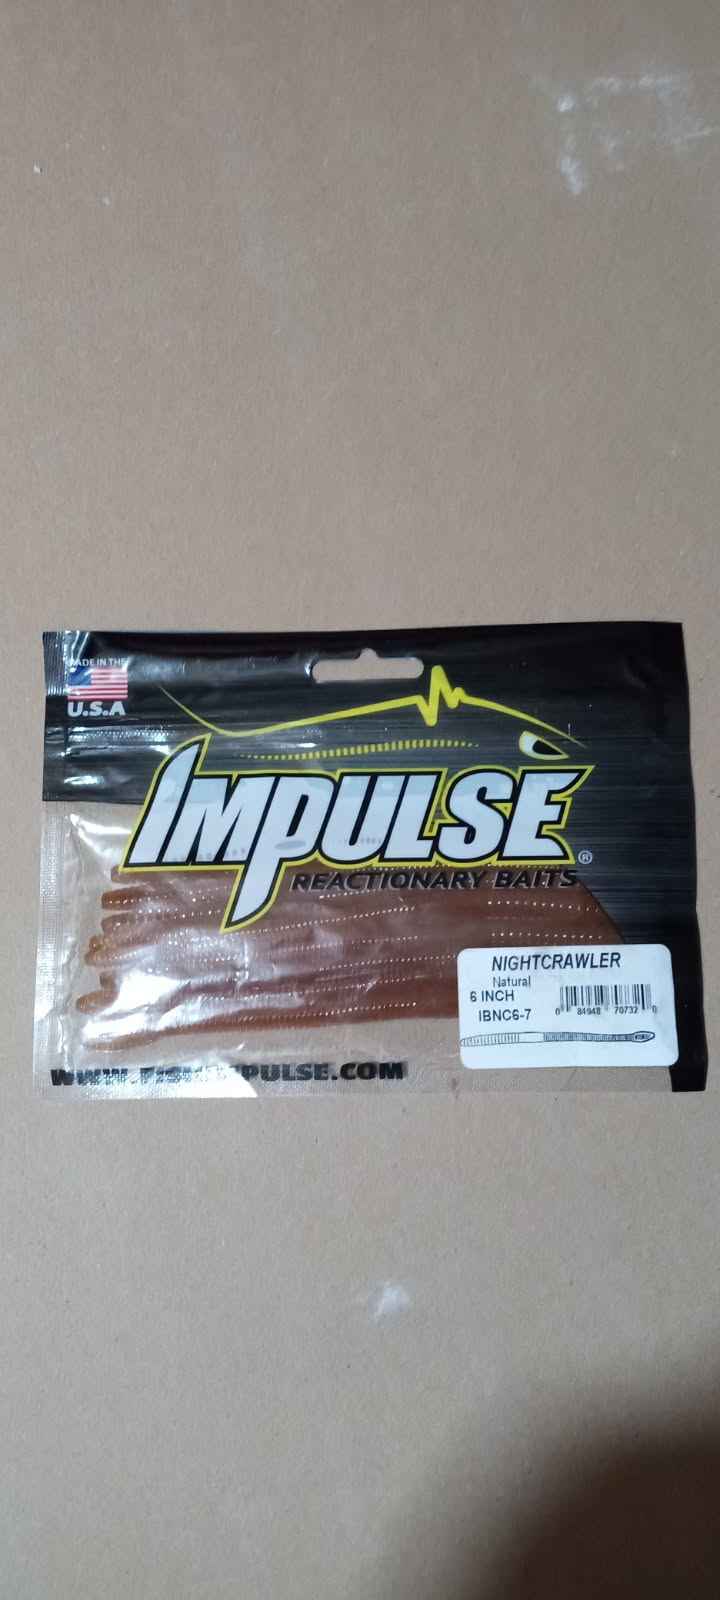 MADE IN THE
U.S.A
IMPULSE®
REACTIONARY BAITS
NIGHTCRAWLER
Natural
6 INCH
IBNC6-7
0 84948 70732 0